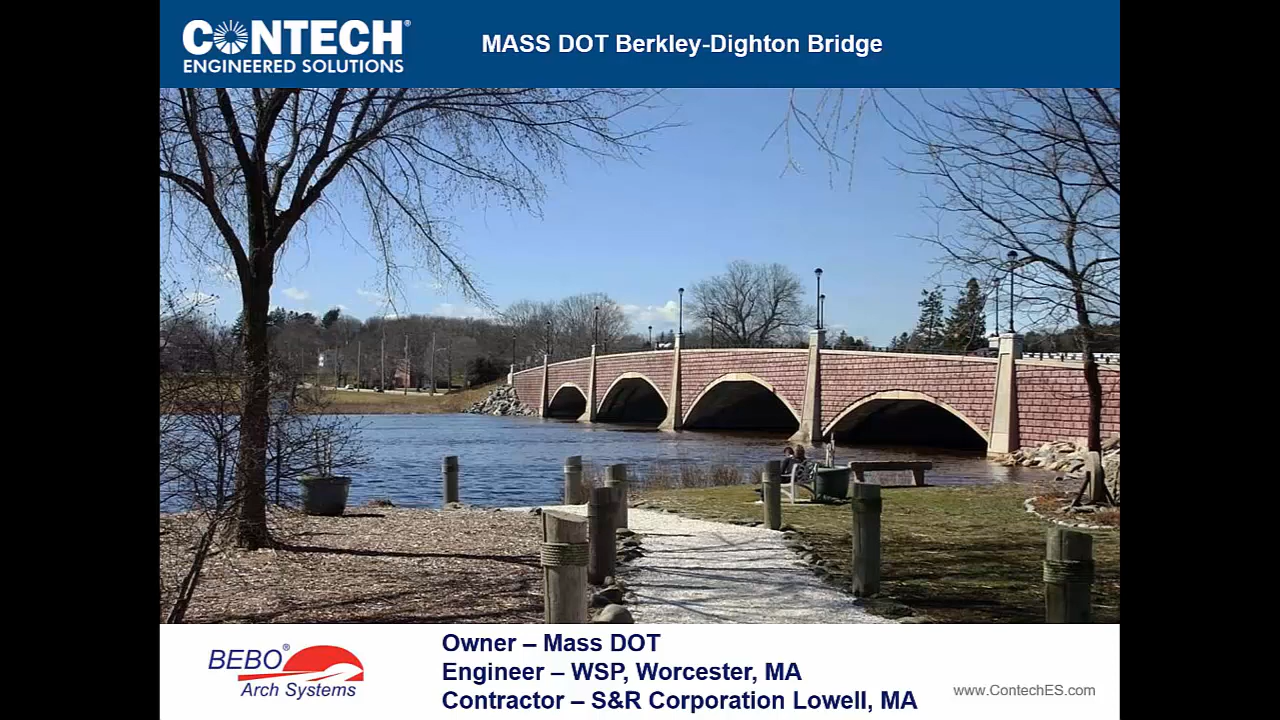 CONTECH®
ENGINEERED SOLUTIONS
MASS DOT Berkley-Dighton Bridge
BEBO®
Arch Systems
Owner – Mass DOT
Engineer – WSP, Worcester, MA
Contractor – S&R Corporation Lowell, MA
www.ContechES.com